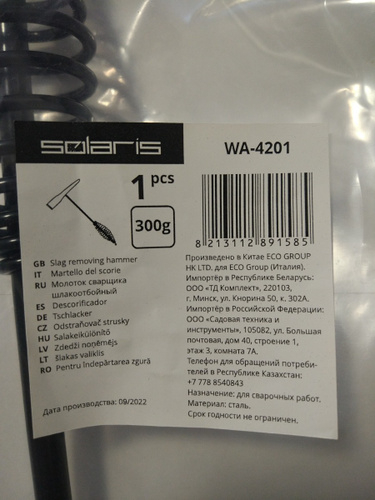 solaris
WA-4201
1 pcs
300g
8 213112 891585
GB Slag removing hammer
IT Martello del scorie
RU Молоток сварщика
шлакоотбойный
ES Descorificador
DE Tschlacker
CZ Odstraňovač strusky
HU Salakeikülönítő
LV Zdedži noņēmējs
LT Šlakas valiklis
RO Pentru îndepărtarea zgură
Дата производства: 09/2022
Произведено в Китае ECO GROUP
HK LTD. для ECO Group (Италия).
Импортёр в Республике Беларусь:
ООО «ТД Комплект», 220103,
г. Минск, ул. Кнорина 50, к. 302А.
Импортёр в Российской Федерации:
ООО «Садовая техника и
инструменты», 105082, ул. Большая
почтовая, дом 40, строение 1,
этаж 3, комната 7А.
Телефон для обращений потреби-
телей в Республике Казахстан:
+7 778 8540843
Назначение: для сварочных работ.
Материал: сталь.
Срок годности не ограничен.